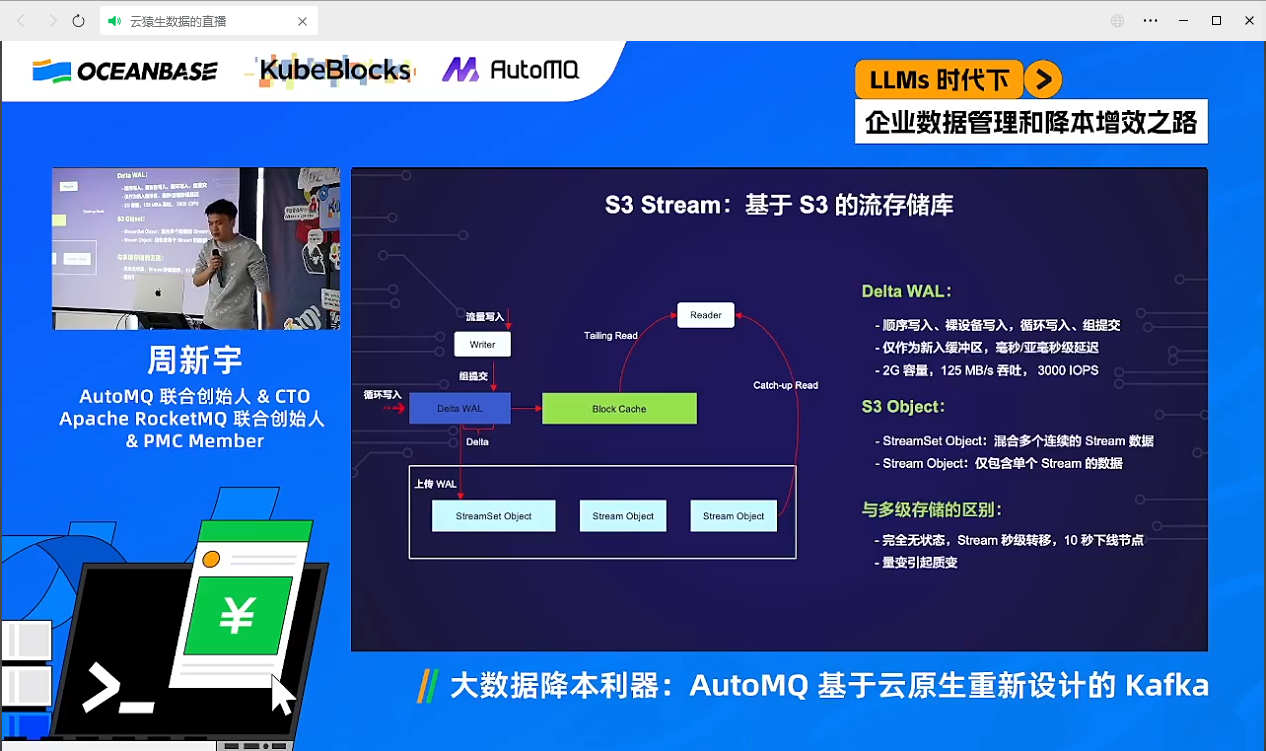 云猿生数据的直播
OCEANBASE
KubeBlocks
AutoMQ
LLMs 时代下
企业数据管理和降本增效之路
周新宇
AutoMQ 联合创始人 & CTO
Apache RocketMQ 联合创始人
& PMC Member
S3 Stream：基于 S3 的流存储库
流量写入
Writer
组提交
循环写入
Delta WAL
Delta
Block Cache
Tailing Read
Reader
Catch-up Read
上传 WAL
StreamSet Object
Stream Object
Stream Object
Delta WAL：
- 顺序写入、裸设备写入，循环写入、组提交
- 仅作为新入缓冲区，毫秒/亚毫秒级延迟
- 2G 容量，125 MB/s 吞吐， 3000 IOPS
S3 Object：
- StreamSet Object：混合多个连续的 Stream 数据
- Stream Object：仅包含单个 Stream 的数据
与多级存储的区别：
- 完全无状态，Stream 秒级转移，10 秒下线节点
- 量变引起质变
¥
>_
大数据降本利器：AutoMQ 基于云原生重新设计的 Kafka